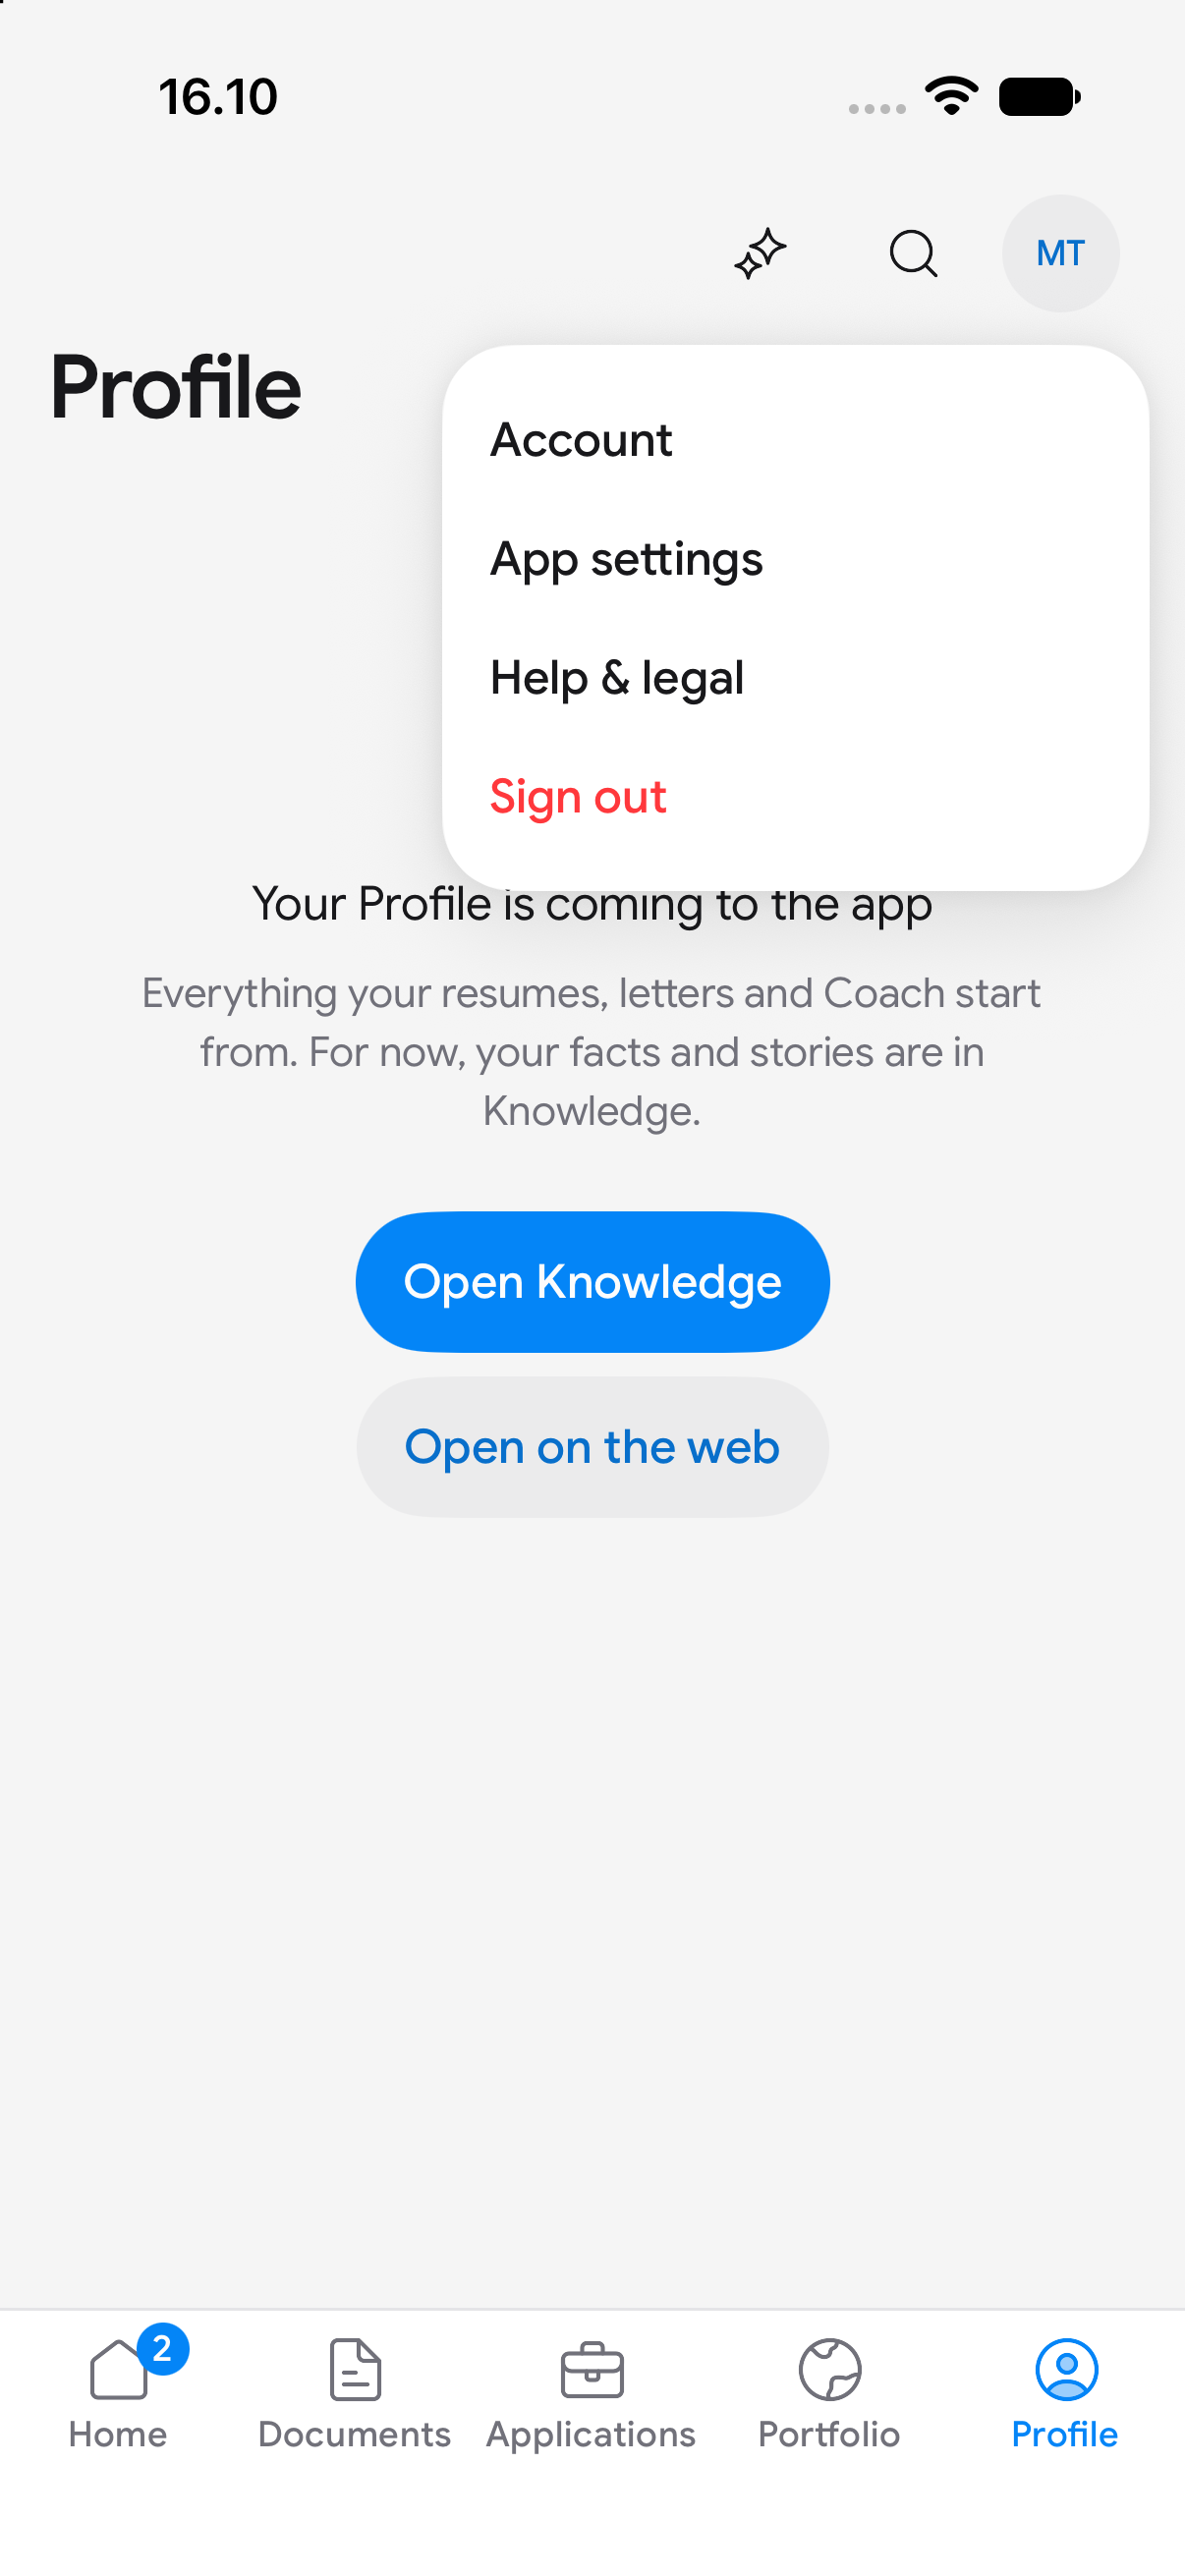 16.10
MT
Profile
Account
App settings
Help & legal
Sign out
Your Profile is coming to the app
Everything your resumes, letters and Coach start
from. For now, your facts and stories are in
Knowledge.
Open Knowledge
Open on the web
2
Home
Documents
Applications
Portfolio
Profile